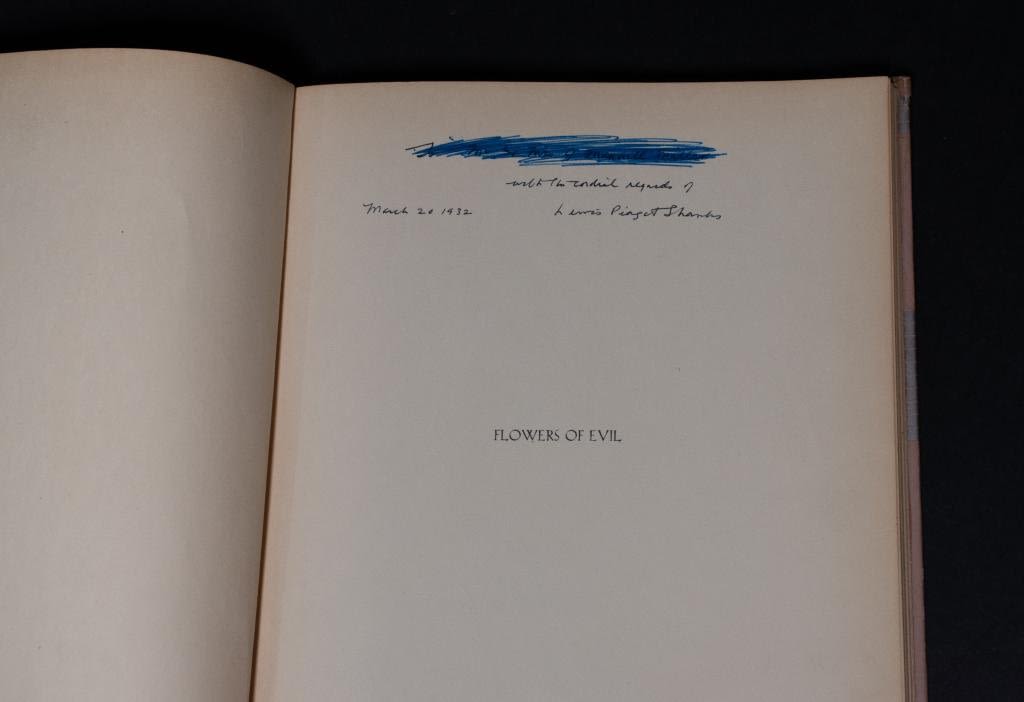 with the cordial regards of
March 20 1932 Lewis Piaget Shanks
FLOWERS OF EVIL